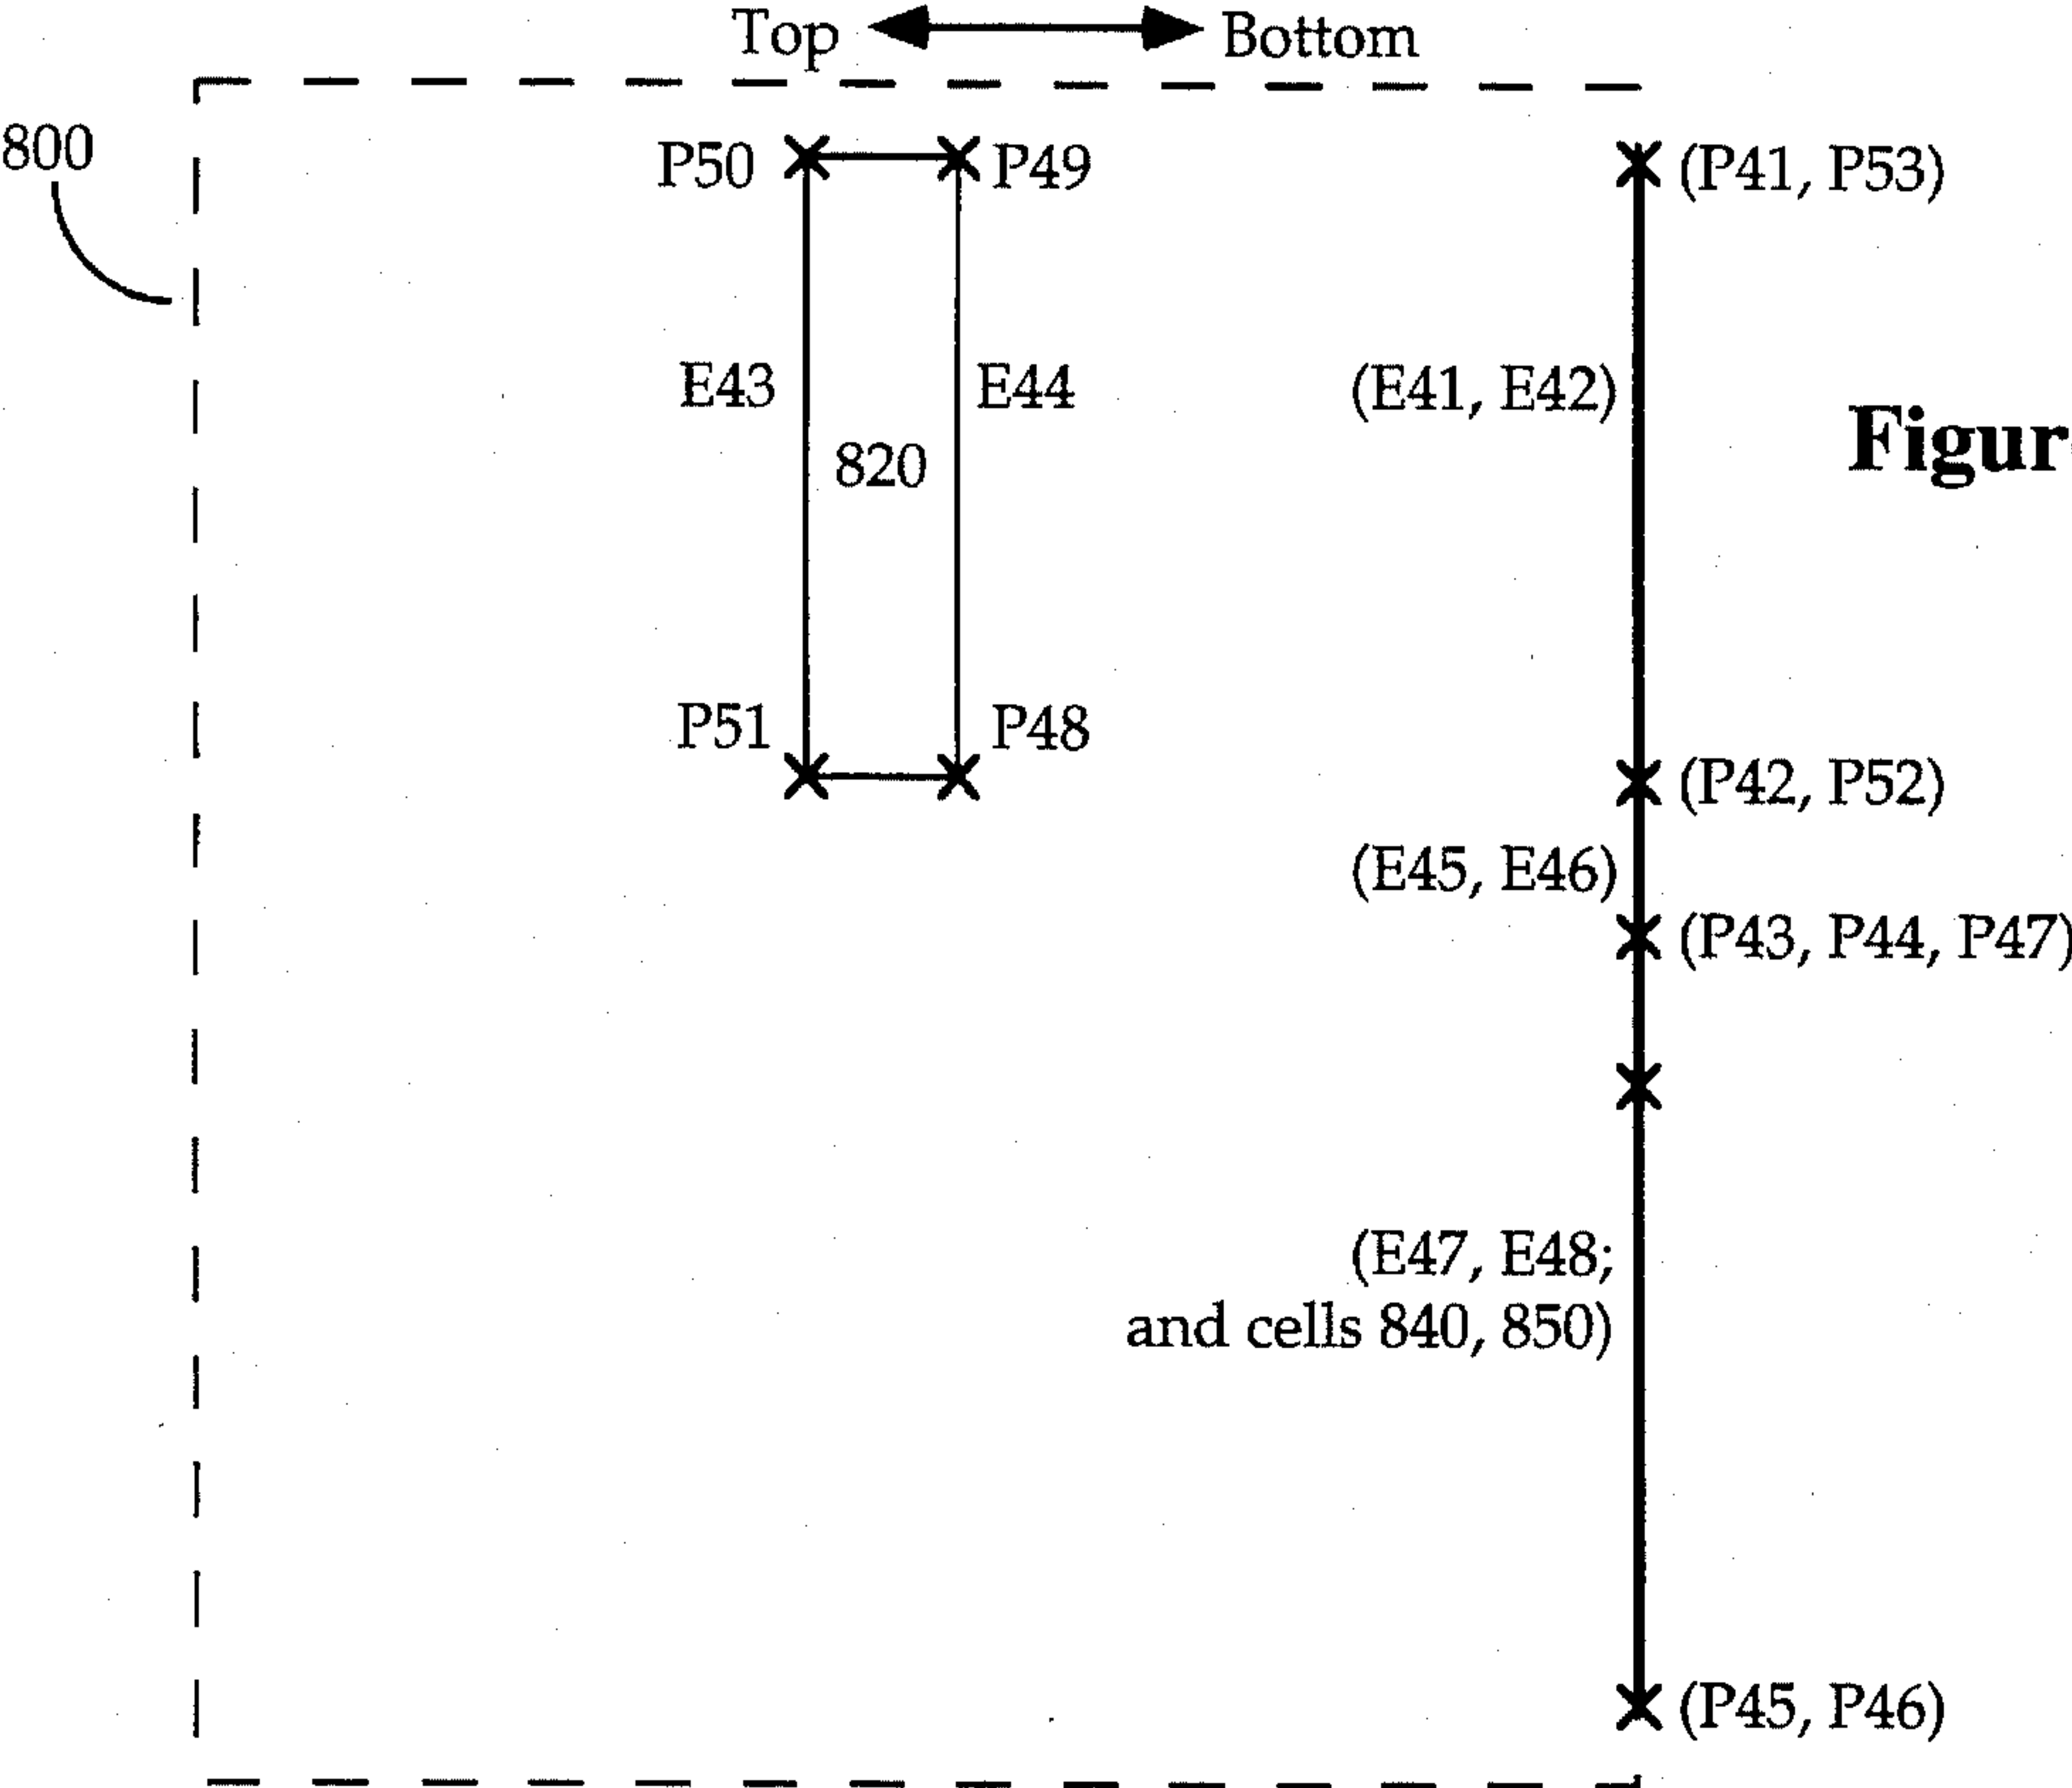 Top Bottom
800
P50 P49 (P41, P53)
E43 E44 (E41, E42)
Figur
820
P51 P48
(P42, P52)
(E45, E46)
(P43, P44, P47)
(E47, E48;
and cells 840, 850)
(P45, P46)